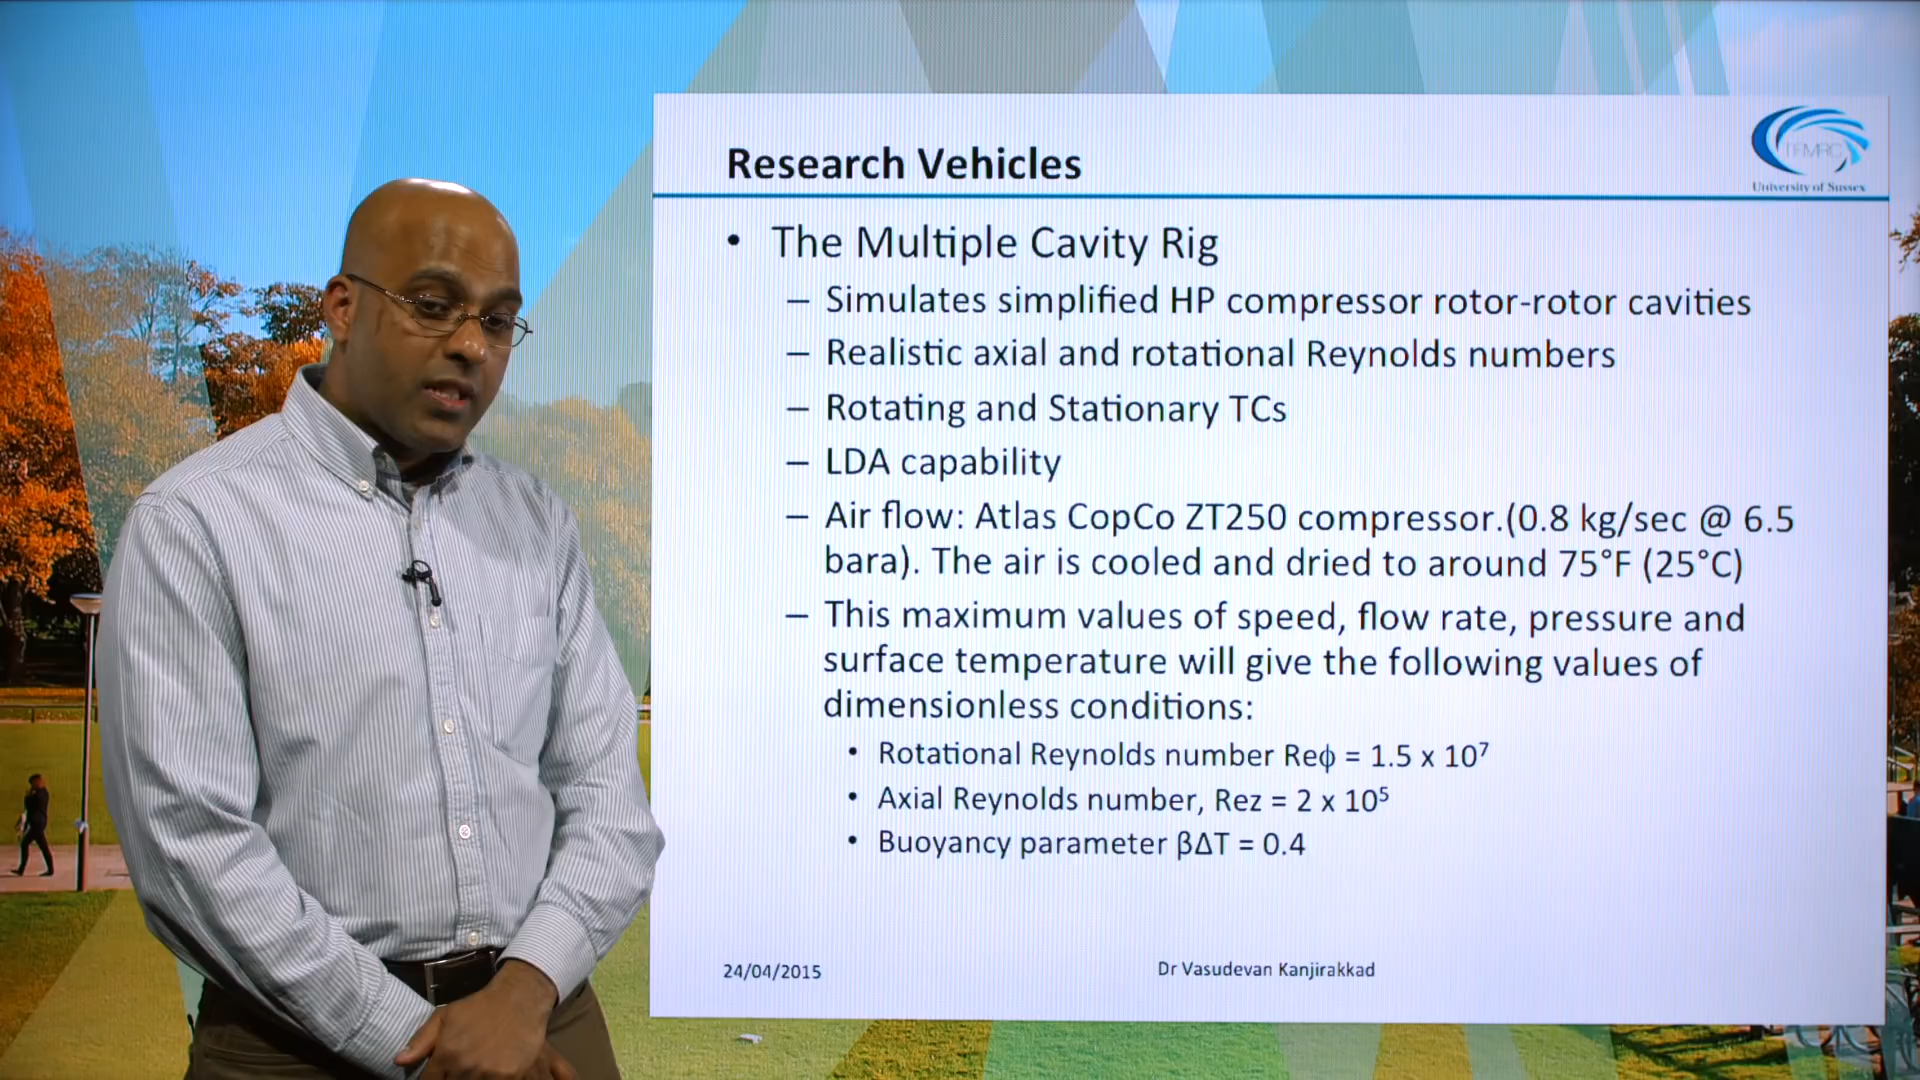 TFMRC
University of Sussex
Research Vehicles
• The Multiple Cavity Rig
– Simulates simplified HP compressor rotor-rotor cavities
– Realistic axial and rotational Reynolds numbers
– Rotating and Stationary TCs
– LDA capability
– Air flow: Atlas CopCo ZT250 compressor.(0.8 kg/sec @ 6.5
bara). The air is cooled and dried to around 75°F (25°C)
– This maximum values of speed, flow rate, pressure and
surface temperature will give the following values of
dimensionless conditions:
• Rotational Reynolds number Reϕ = 1.5 x 10⁷
• Axial Reynolds number, Rez = 2 x 10⁵
• Buoyancy parameter βΔT = 0.4
24/04/2015
Dr Vasudevan Kanjirakkad